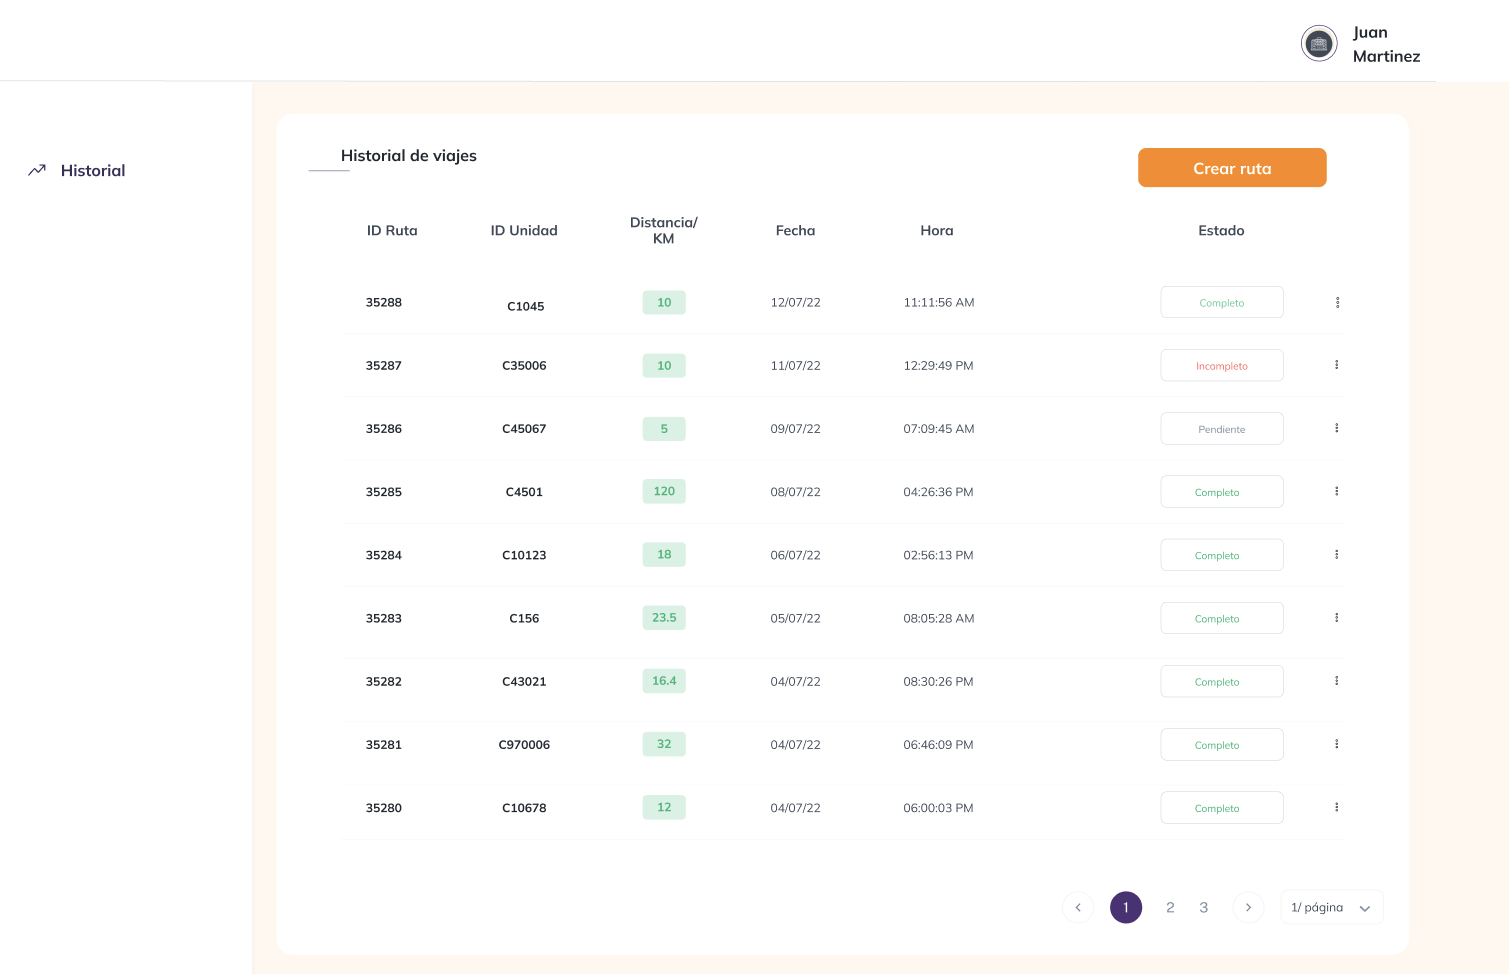 Juan
Martinez
Historial
Historial de viajes
Crear ruta
ID Ruta ID Unidad Distancia/ KM Fecha Hora Estado
35288 C1045 10 12/07/22 11:11:56 AM Completo
35287 C35006 10 11/07/22 12:29:49 PM Incompleto
35286 C45067 5 09/07/22 07:09:45 AM Pendiente
35285 C4501 120 08/07/22 04:26:36 PM Completo
35284 C10123 18 06/07/22 02:56:13 PM Completo
35283 C156 23.5 05/07/22 08:05:28 AM Completo
35282 C43021 16.4 04/07/22 08:30:26 PM Completo
35281 C970006 32 04/07/22 06:46:09 PM Completo
35280 C10678 12 04/07/22 06:00:03 PM Completo
1 2 3 1/ página